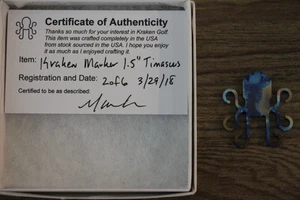 Certificate of Authenticity
Thanks so much for your interest in Kraken Golf.
This item was crafted completely in the USA
from stock sourced in the USA. I hope you enjoy
it as much as I enjoyed crafting it.
Item: Kraken Marker 1.5" Timascus
Registration and Date: 2 of 6 3/29/18
Certified to be as described: